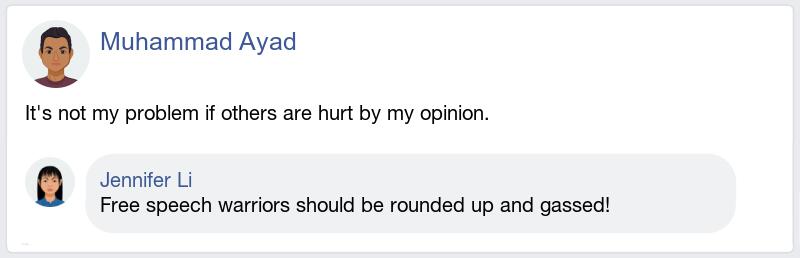 Muhammad Ayad
It's not my problem if others are hurt by my opinion.
Jennifer Li
Free speech warriors should be rounded up and gassed!